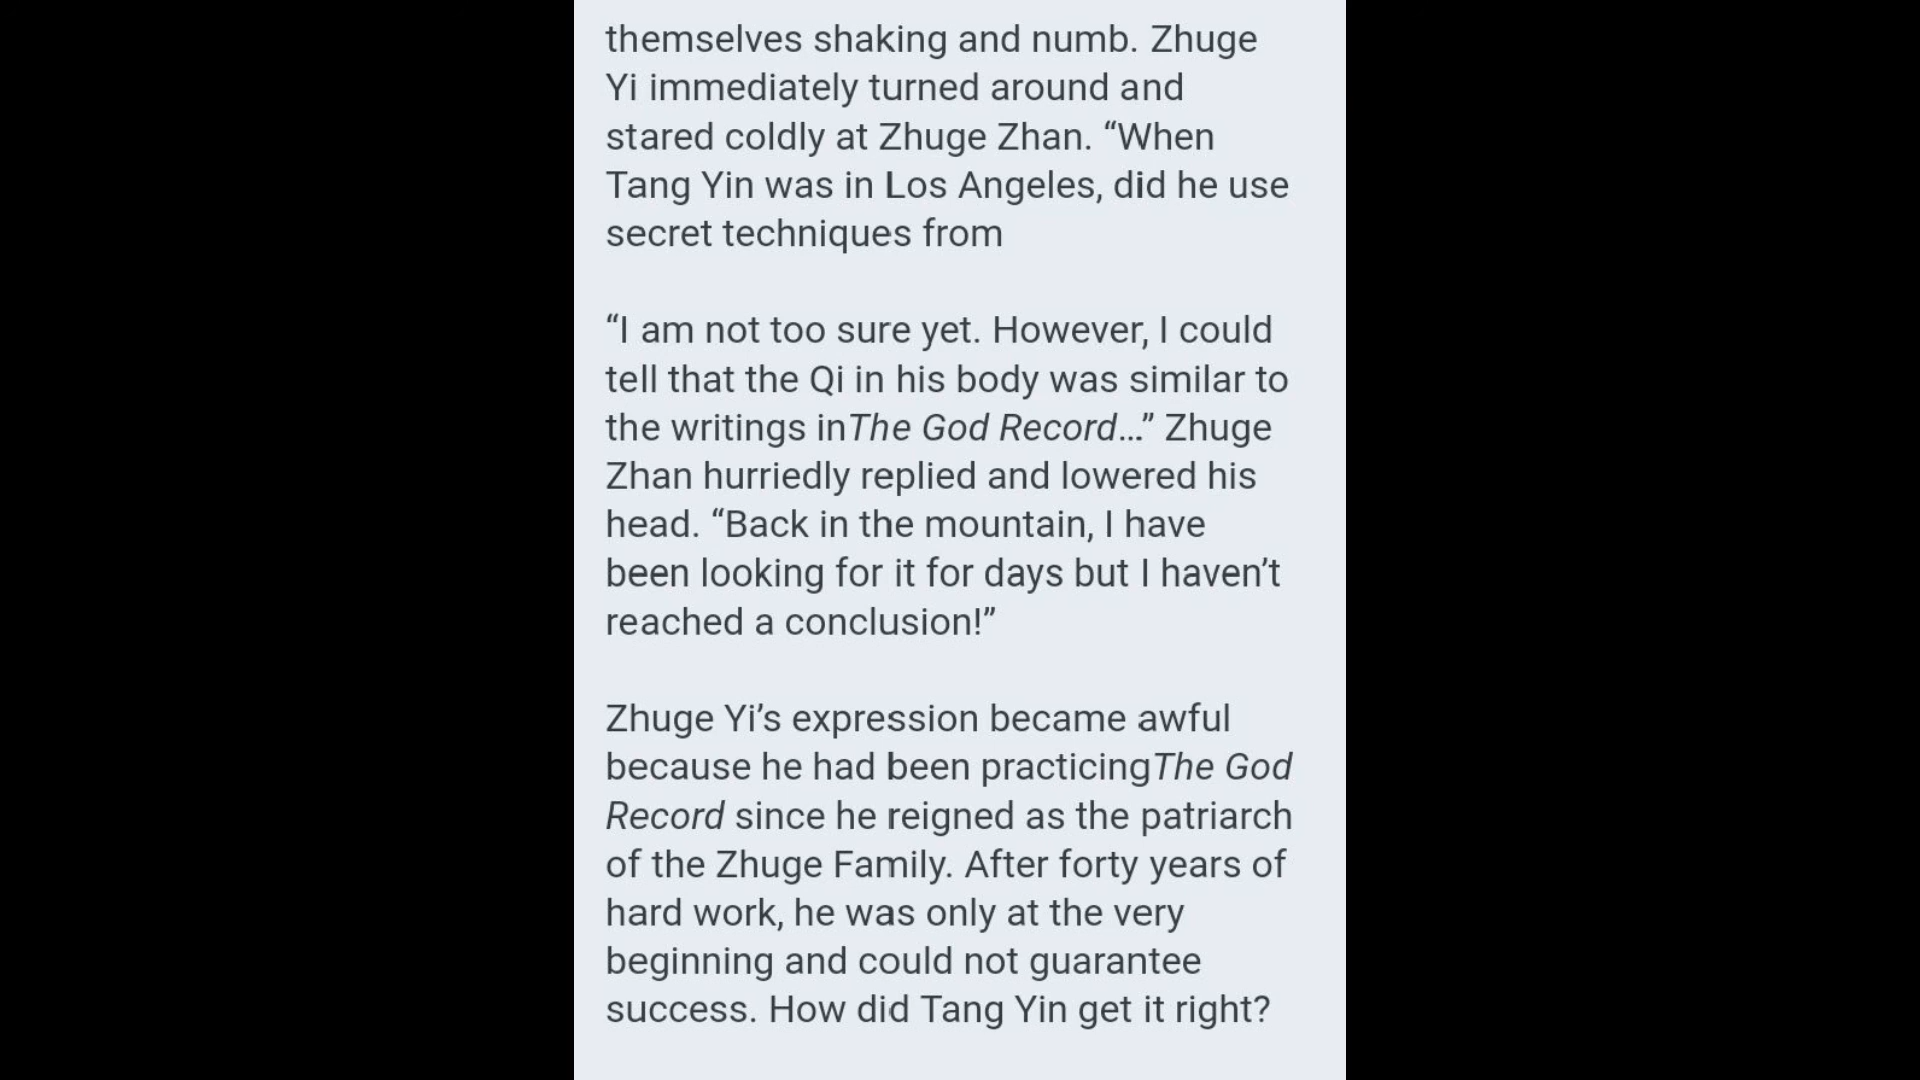 themselves shaking and numb. Zhuge
Yi immediately turned around and
stared coldly at Zhuge Zhan. “When
Tang Yin was in Los Angeles, did he use
secret techniques from
“I am not too sure yet. However, I could
tell that the Qi in his body was similar to
the writings inThe God Record…” Zhuge
Zhan hurriedly replied and lowered his
head. “Back in the mountain, I have
been looking for it for days but I haven’t
reached a conclusion!”
Zhuge Yi’s expression became awful
because he had been practicingThe God
Record since he reigned as the patriarch
of the Zhuge Family. After forty years of
hard work, he was only at the very
beginning and could not guarantee
success. How did Tang Yin get it right?